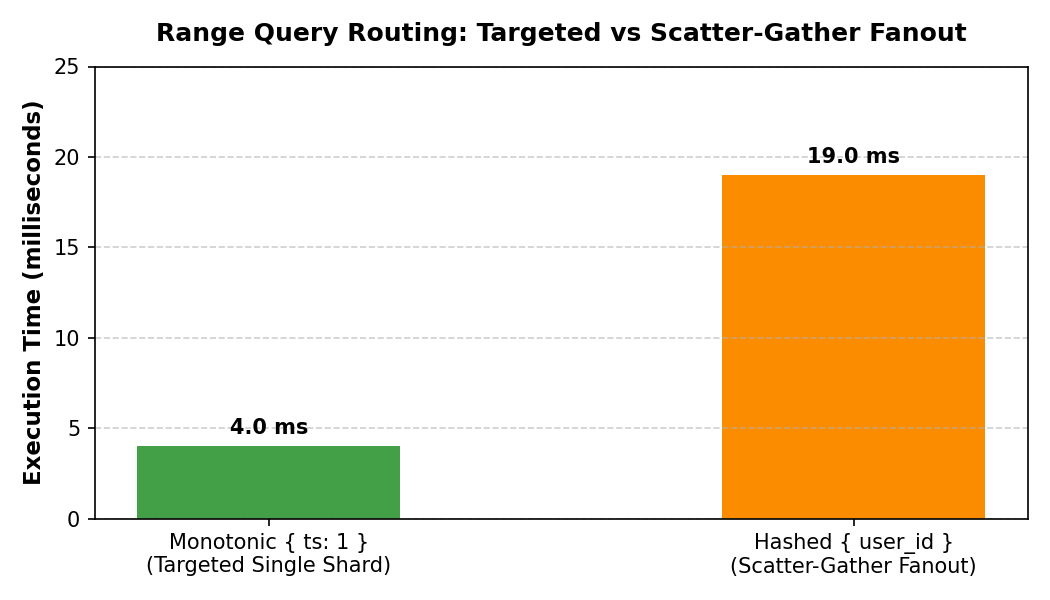 Range Query Routing: Targeted vs Scatter-Gather Fanout
Execution Time (milliseconds)
25
20
15
10
5
0
4.0 ms
19.0 ms
Monotonic { ts: 1 }
(Targeted Single Shard)
Hashed { user_id }
(Scatter-Gather Fanout)